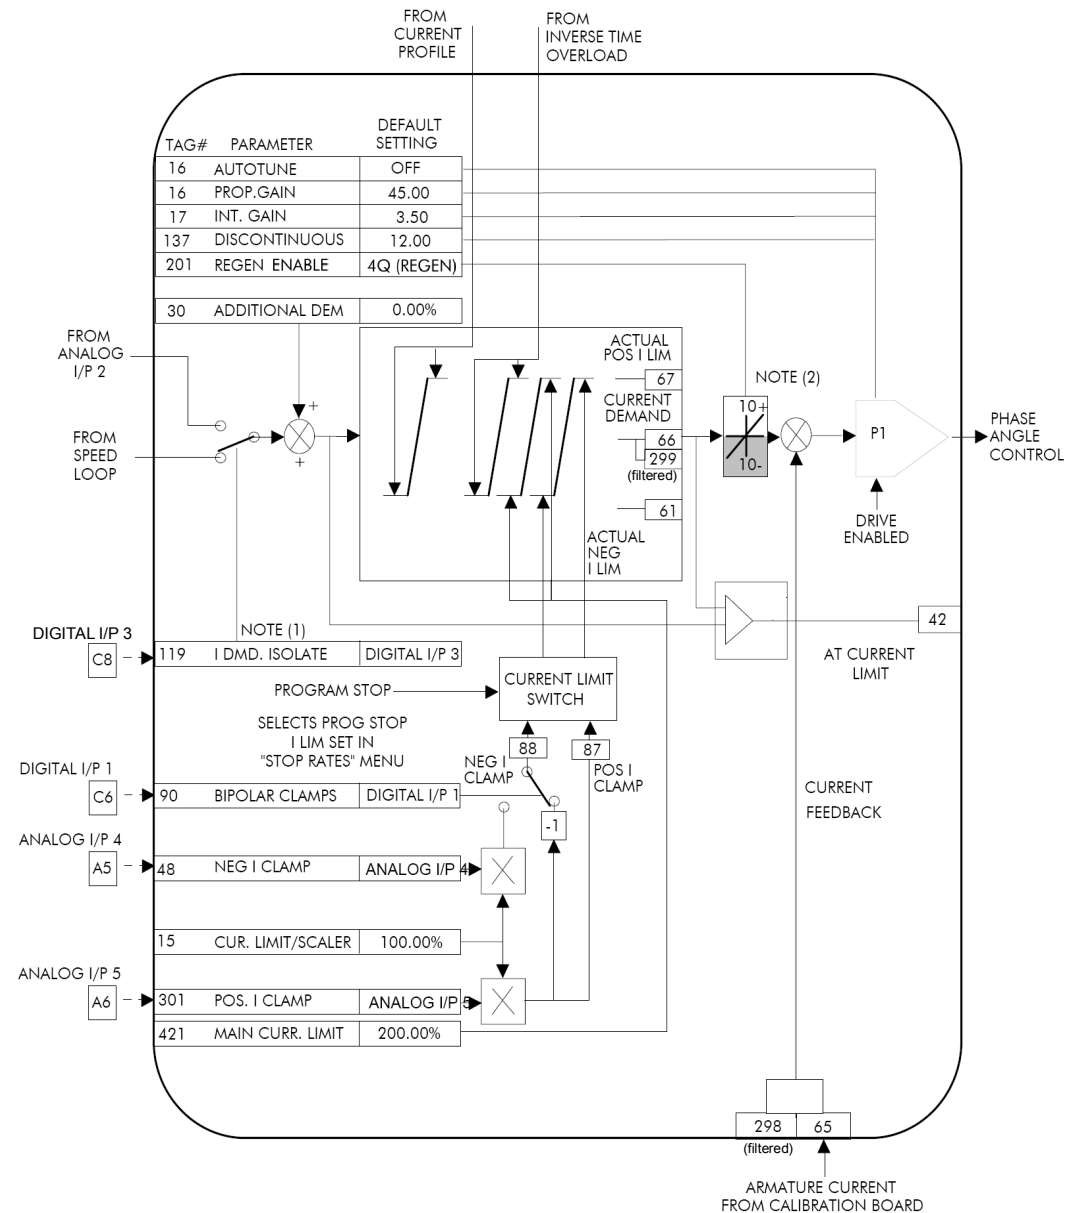 FROM
CURRENT
PROFILE
FROM
INVERSE TIME
OVERLOAD
TAG# PARAMETER DEFAULT SETTING
16 AUTOTUNE OFF
16 PROP.GAIN 45.00
17 INT. GAIN 3.50
137 DISCONTINUOUS 12.00
201 REGEN ENABLE 4Q (REGEN)
30 ADDITIONAL DEM 0.00%
FROM
ANALOG
I/P 2
FROM
SPEED
LOOP
+
+
ACTUAL
POS I LIM
67
CURRENT
DEMAND
66
299
(filtered)
61
ACTUAL
NEG
I LIM
NOTE (2)
10+
10-
P1
PHASE
ANGLE
CONTROL
DRIVE
ENABLED
42
AT CURRENT
LIMIT
DIGITAL I/P 3
C8
NOTE (1)
119 I DMD. ISOLATE DIGITAL I/P 3
PROGRAM STOP
CURRENT LIMIT
SWITCH
SELECTS PROG STOP
I LIM SET IN
"STOP RATES" MENU
88
87
NEG I
CLAMP
POS I
CLAMP
DIGITAL I/P 1
C6
90 BIPOLAR CLAMPS DIGITAL I/P 1
-1
CURRENT
FEEDBACK
ANALOG I/P 4
A5
48 NEG I CLAMP ANALOG I/P 4
15 CUR. LIMIT/SCALER 100.00%
ANALOG I/P 5
A6
301 POS. I CLAMP ANALOG I/P 5
421 MAIN CURR. LIMIT 200.00%
298
65
(filtered)
ARMATURE CURRENT
FROM CALIBRATION BOARD